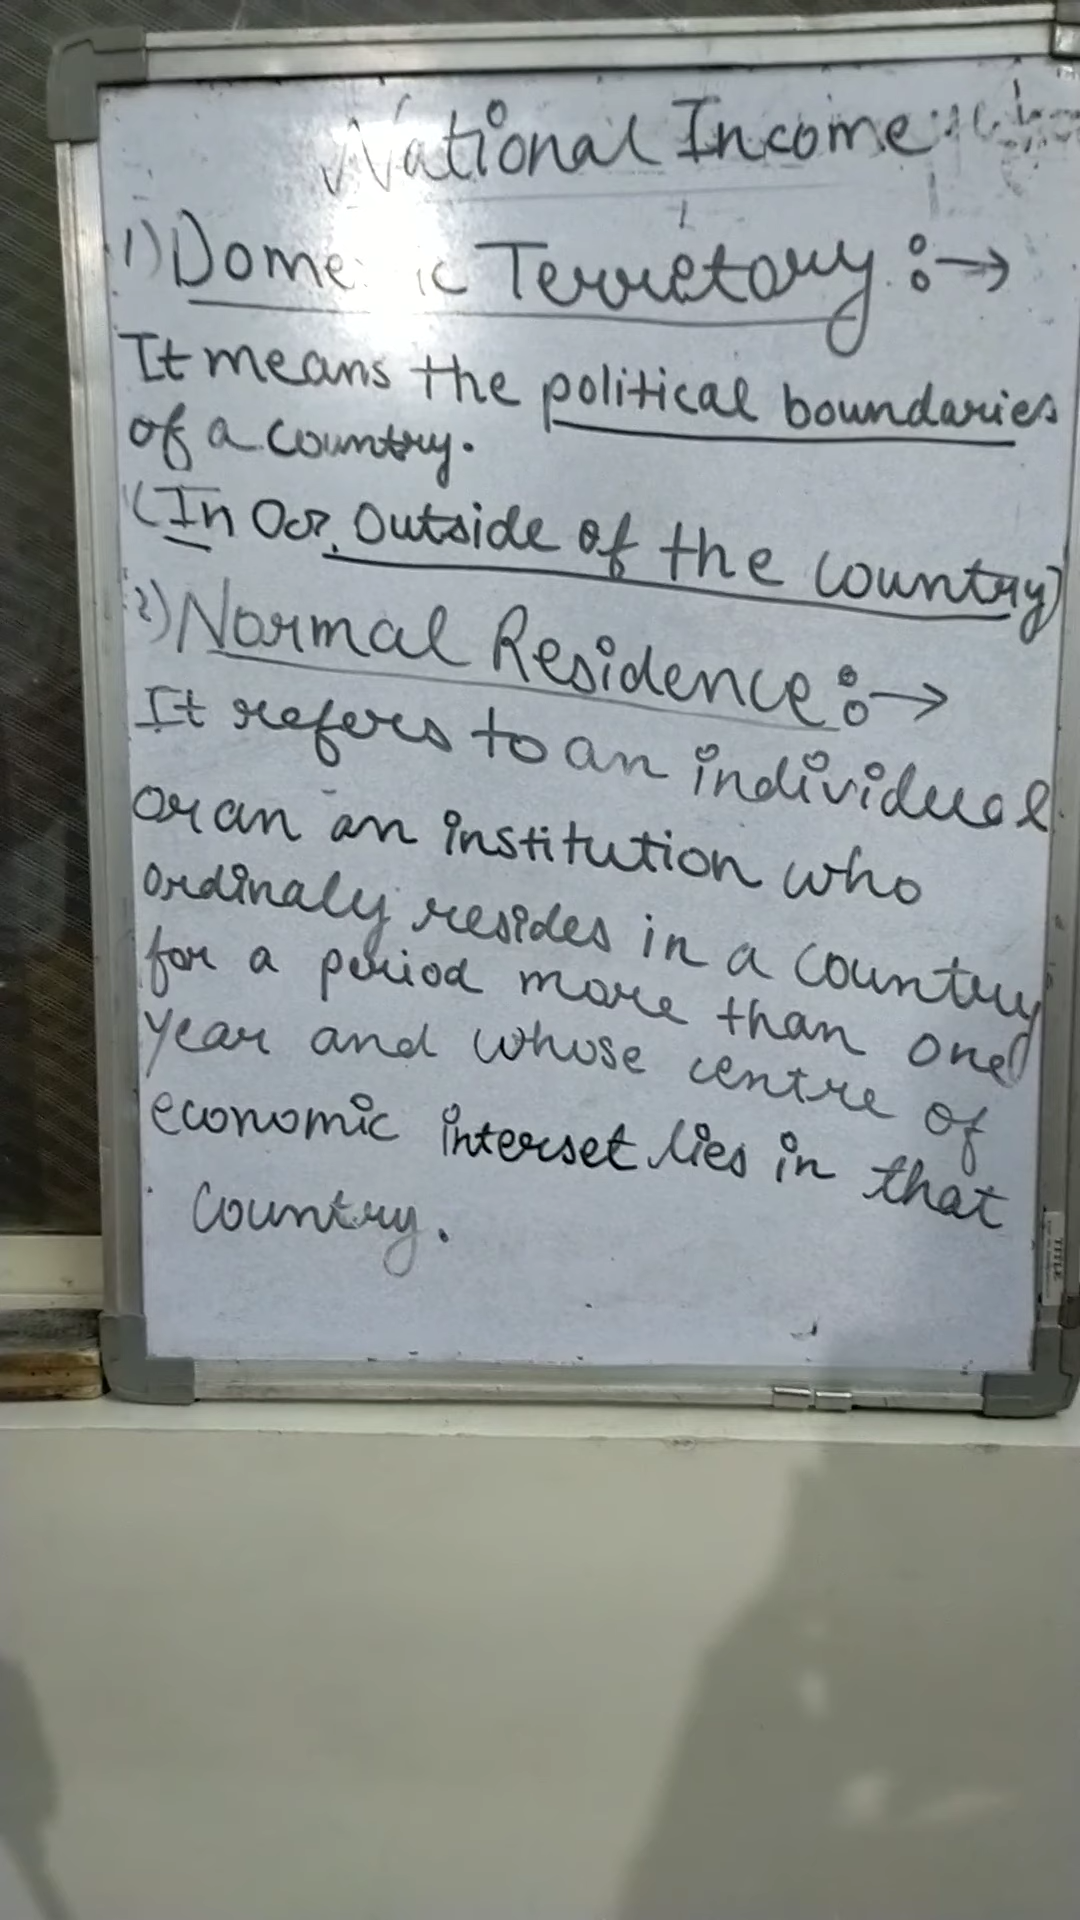 National Income
1) Dome ic Terretory :→
It means the political boundaries
of a country.
(In Oor, outside of the country)
2) Normal Residence :→
It refers to an individual
or an an institution who
ordinaly resides in a country
for a period more than one
year and whose centre of
economic interset lies in that
country.
TITLE